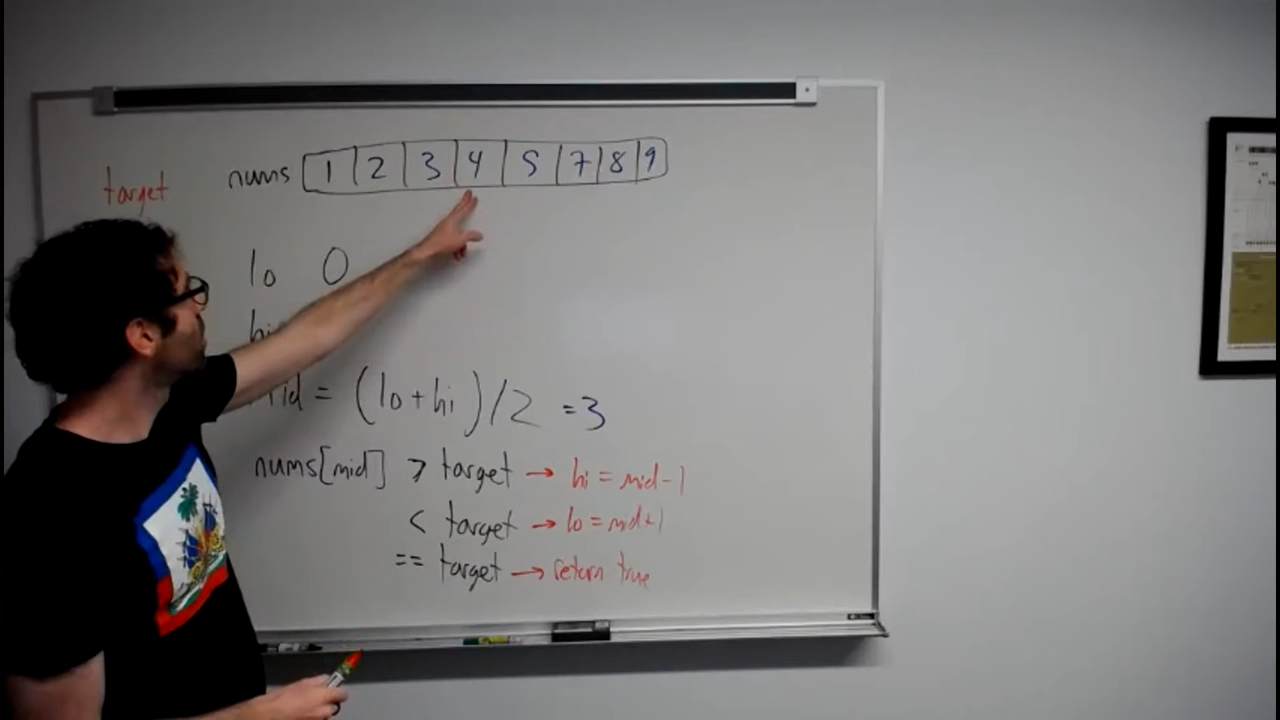 target nums 1 2 3 4 5 7 8 9
lo 0
hi
mid = (lo+hi)/2 =3
nums[mid] > target → hi = mid-1
< target → lo = mid+1
== target → return true